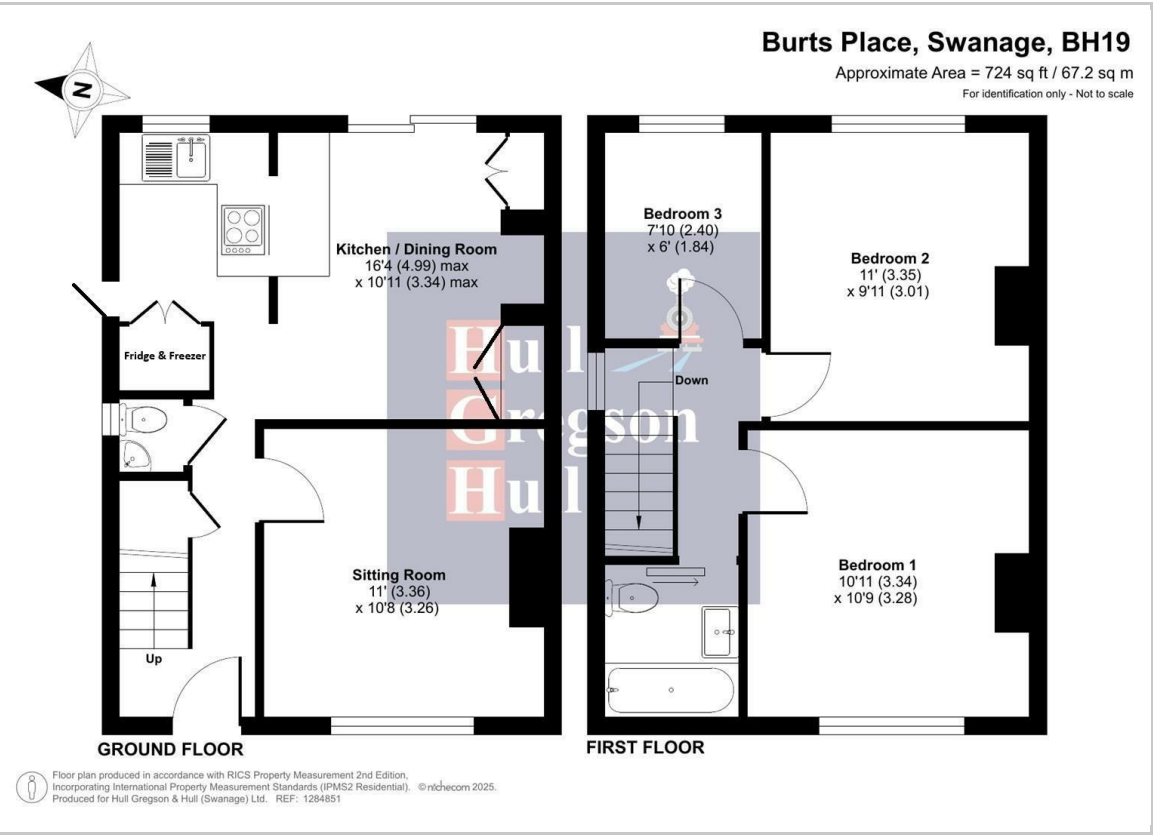 Burts Place, Swanage, BH19
Approximate Area = 724 sq ft / 67.2 sq m
For identification only - Not to scale
N
Kitchen / Dining Room
16'4 (4.99) max
x 10'11 (3.34) max
Fridge & Freezer
Sitting Room
11' (3.36)
x 10'8 (3.26)
Up
GROUND FLOOR
Bedroom 3
7'10 (2.40)
x 6' (1.84)
Bedroom 2
11' (3.35)
x 9'11 (3.01)
Down
Bedroom 1
10'11 (3.34)
x 10'9 (3.28)
FIRST FLOOR
Hull
Gregson
Hull
Floor plan produced in accordance with RICS Property Measurement 2nd Edition,
Incorporating International Property Measurement Standards (IPMS2 Residential). © nichecom 2025.
Produced for Hull Gregson & Hull (Swanage) Ltd. REF: 1284851